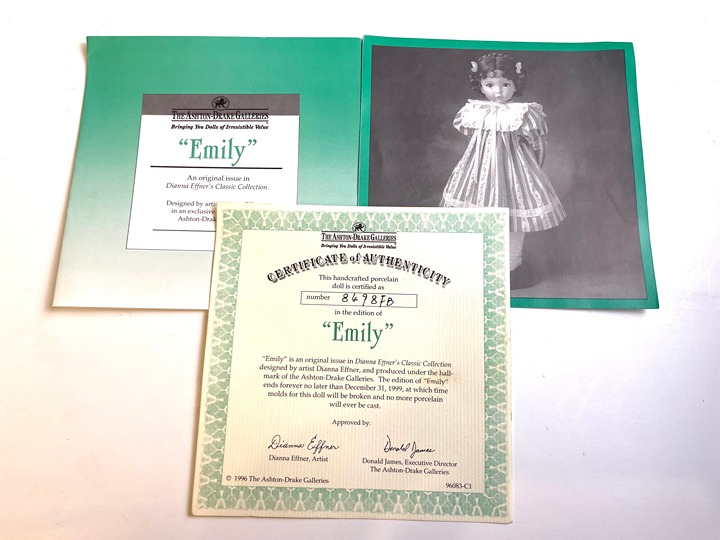 THE ASHTON-DRAKE GALLERIES
Bringing You Dolls of Irresistible Value
"Emily"
An original issue in
Dianna Effner's Classic Collection.
Designed by
in an exclusive
THE ASHTON-DRAKE GALLERIES
Bringing You Dolls of Irresistible Value
CERTIFICATE of AUTHENTICITY
This handcrafted porcelain
doll is certified as
number 8498FB
in the edition of
"Emily"
"Emily" is an original issue in Dianna Effner's Classic Collection
designed by artist Dianna Effner, and produced under the hall-
mark of the Ashton-Drake Galleries. The edition of "Emily"
ends forever no later than December 31, 1999, at which time
molds for this doll will be broken and no more porcelain
will ever be cast.
Approved by:
Dianna Effner
Donald James
Dianna Effner, Artist
Donald James, Executive Director
The Ashton-Drake Galleries
© 1996 The Ashton-Drake Galleries
96083-C1